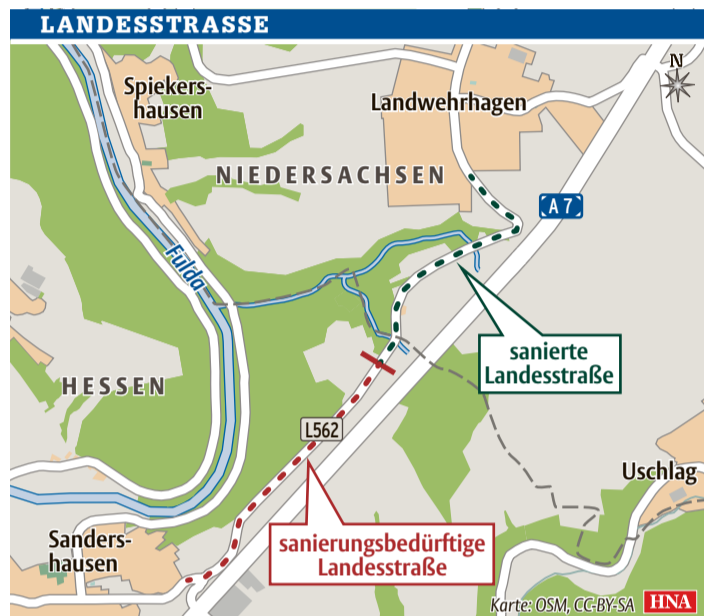 LANDESSTRASSE
N
Spiekers-
hausen
Landwehrhagen
NIEDERSACHSEN
A 7
Fulda
sanierte
Landesstraße
HESSEN
L562
Uschlag
Sanders-
hausen
sanierungsbedürftige
Landesstraße
Karte: OSM, CC-BY-SA HNA